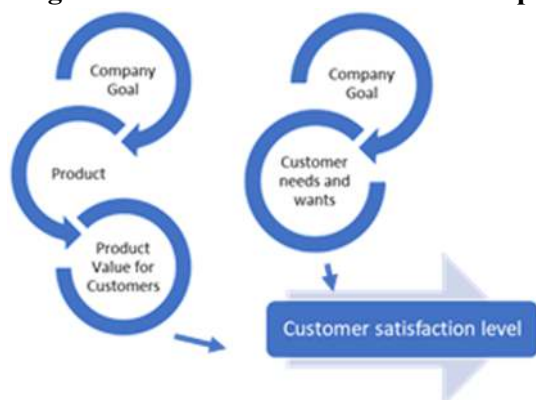 Company
Goal
Product
Product
Value for
Customers
Company
Goal
Customer
needs and
wants
Customer satisfaction level